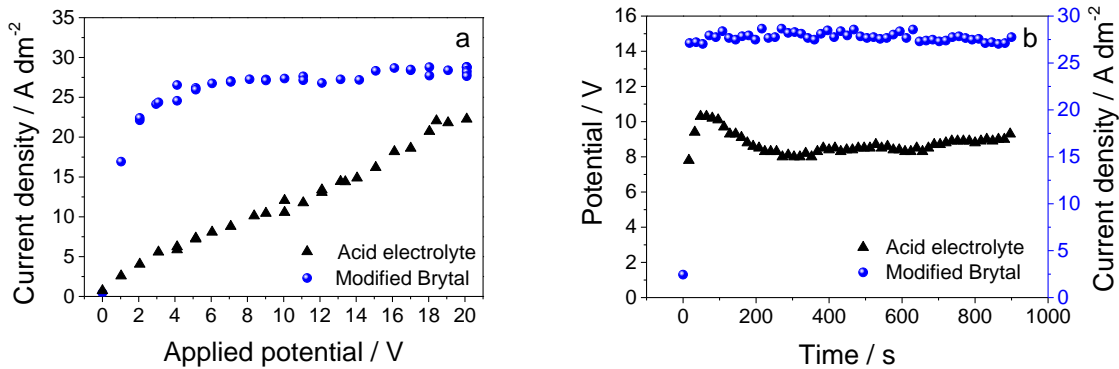 a
35
30
25
20
15
10
5
0
Current density / A dm-2
Acid electrolyte
Modified Brytal
0 2 4 6 8 10 12 14 16 18 20
Applied potential / V
b
16
14
12
10
8
6
4
2
0
Potential / V
30
25
20
15
10
5
0
Current density / A dm-2
Acid electrolyte
Modified Brytal
0 200 400 600 800 1000
Time / s